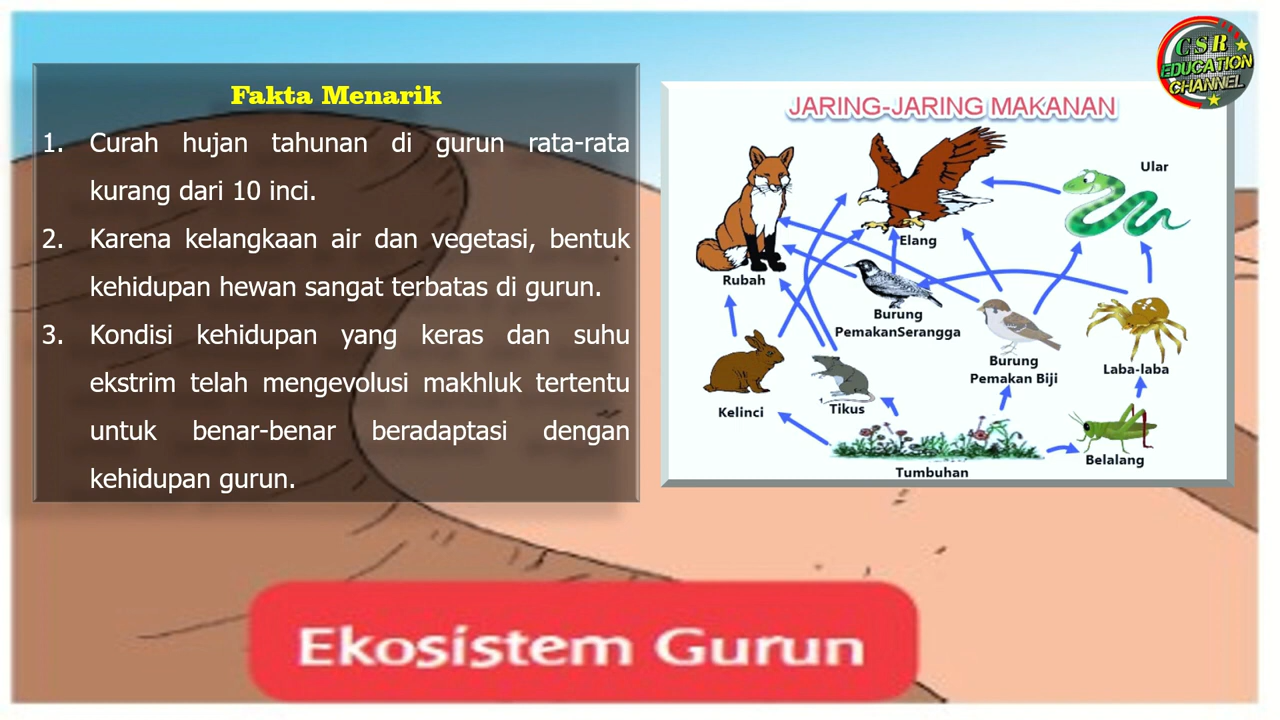 CSR
EDUCATION
CHANNEL
Fakta Menarik
1. Curah hujan tahunan di gurun rata-rata
kurang dari 10 inci.
2. Karena kelangkaan air dan vegetasi, bentuk
kehidupan hewan sangat terbatas di gurun.
3. Kondisi kehidupan yang keras dan suhu
ekstrim telah mengevolusi makhluk tertentu
untuk benar-benar beradaptasi dengan
kehidupan gurun.
JARING-JARING MAKANAN
Ular
Elang
Rubah
Burung
PemakanSerangga
Burung
Pemakan Biji
Laba-laba
Kelinci
Tikus
Belalang
Tumbuhan
Ekosistem Gurun